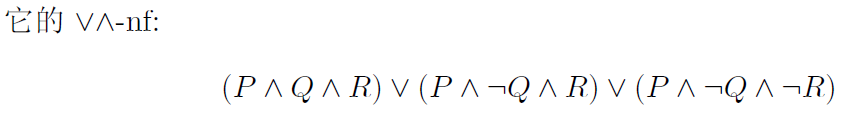 它的 ∨∧-nf:
(P ∧ Q ∧ R) ∨ (P ∧ ¬Q ∧ R) ∨ (P ∧ ¬Q ∧ ¬R)